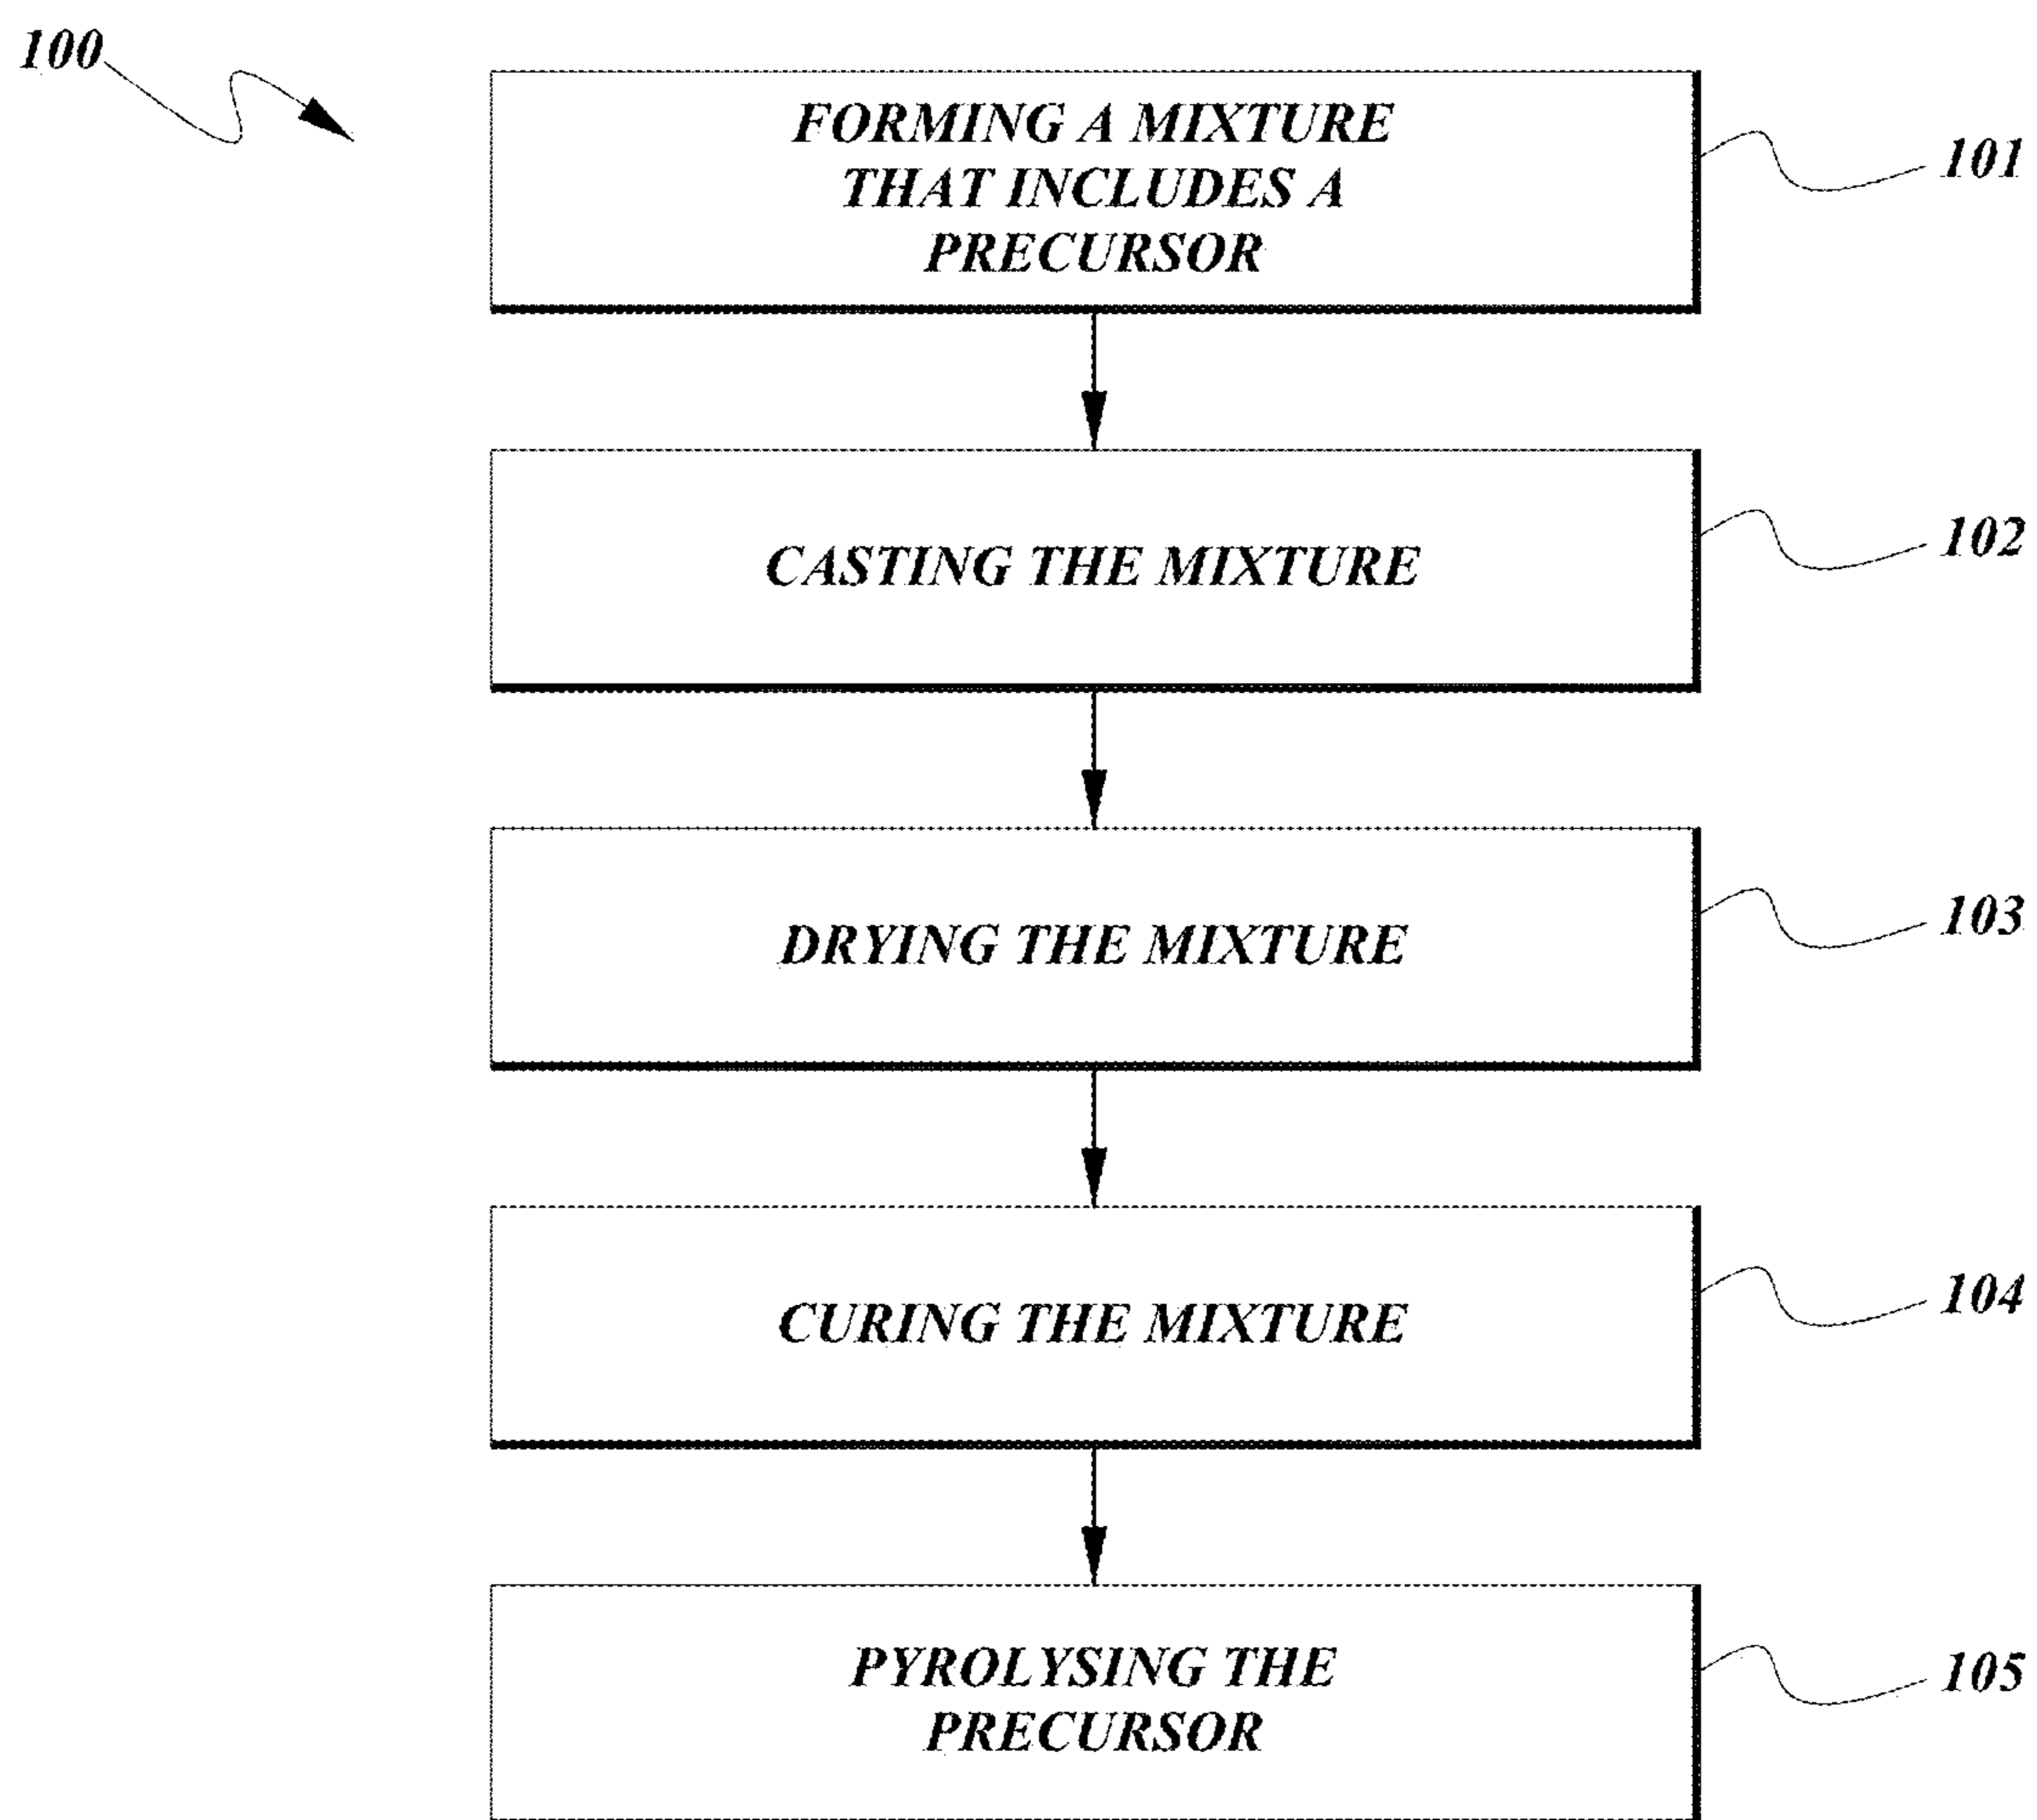 100
FORMING A MIXTURE
THAT INCLUDES A
PRECURSOR
101
CASTING THE MIXTURE
102
DRYING THE MIXTURE
103
CURING THE MIXTURE
104
PYROLYSING THE
PRECURSOR
105